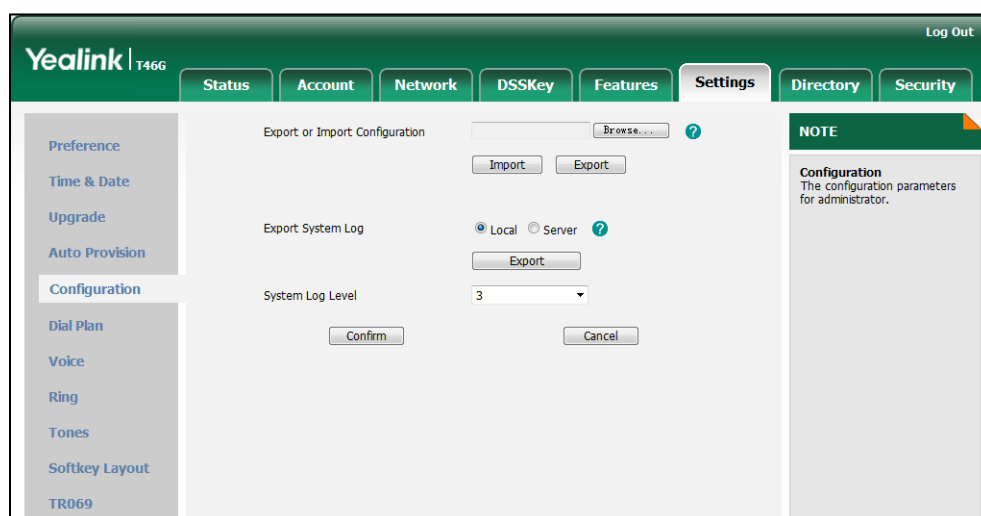 Log Out
Yealink T46G
Status Account Network DSSKey Features Settings Directory Security
Preference
Time & Date
Upgrade
Auto Provision
Configuration
Dial Plan
Voice
Ring
Tones
Softkey Layout
TR069
Export or Import Configuration Browse... ?
Import Export
Export System Log Local Server ?
Export
System Log Level 3
Confirm Cancel
NOTE
Configuration
The configuration parameters
for administrator.